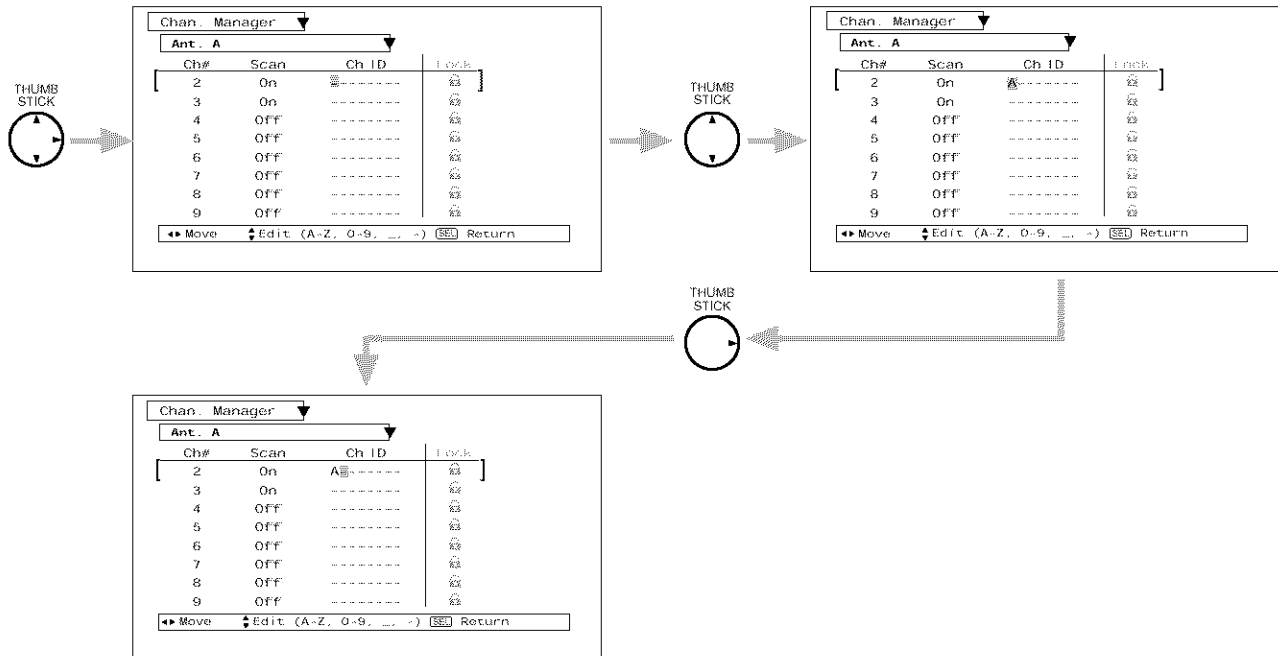 Chan. Manager
Ant. A
Ch# Scan Ch ID Lock
2 On --------
3 On --------
4 Off --------
5 Off --------
6 Off --------
7 Off --------
8 Off --------
9 Off --------
Move Edit (A-Z, 0-9, _, -) SEL Return
THUMB
STICK
THUMB
STICK
Chan. Manager
Ant. A
Ch# Scan Ch ID Lock
2 On A-------
3 On --------
4 Off --------
5 Off --------
6 Off --------
7 Off --------
8 Off --------
9 Off --------
Move Edit (A-Z, 0-9, _, -) SEL Return
THUMB
STICK
Chan. Manager
Ant. A
Ch# Scan Ch ID Lock
2 On A-------
3 On --------
4 Off --------
5 Off --------
6 Off --------
7 Off --------
8 Off --------
9 Off --------
Move Edit (A-Z, 0-9, _, -) SEL Return